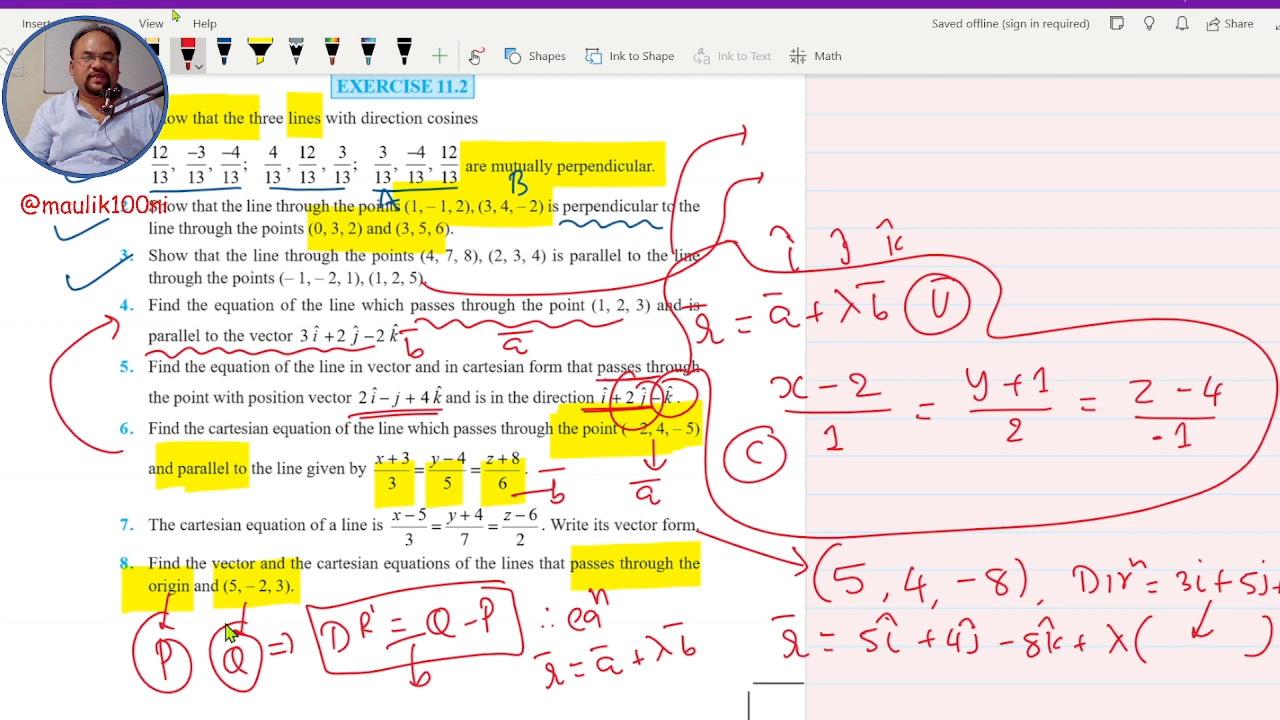 Insert View Help Saved offline (sign in required) Share
Shapes Ink to Shape Ink to Text Math
EXERCISE 11.2
ow that the three lines with direction cosines
12/13, −3/13, −4/13; 4/13, 12/13, 3/13; 3/13, −4/13, 12/13 are mutually perpendicular.
A B
@maulik100ni
Show that the line through the points (1, – 1, 2), (3, 4, – 2) is perpendicular to the
line through the points (0, 3, 2) and (3, 5, 6).
3. Show that the line through the points (4, 7, 8), (2, 3, 4) is parallel to the line
through the points (– 1, – 2, 1), (1, 2, 5).
4. Find the equation of the line which passes through the point (1, 2, 3) and is
parallel to the vector 3 î + 2 ĵ − 2 k̂ b̄ ā
5. Find the equation of the line in vector and in cartesian form that passes through
the point with position vector 2 î − j + 4 k̂ and is in the direction î + 2 ĵ − k̂ .
6. Find the cartesian equation of the line which passes through the point (– 2, 4, – 5)
and parallel to the line given by x + 3/3 = y − 4/5 = z + 8/6 . b̄ ā
7. The cartesian equation of a line is x − 5/3 = y + 4/7 = z − 6/2 . Write its vector form.
8. Find the vector and the cartesian equations of the lines that passes through the
origin and (5, – 2, 3).
P Q ⇒ DR' = Q - P ∴ eqⁿ
b r̄ = ā + λb̄
î ĵ k̂
r̄ = ā + λb̄ V
x - 2/1 = y + 1/2 = z - 4/-1
C
(5, 4, -8), Dirⁿ = 3i + 5j +
r̄ = 5î + 4ĵ - 8k̂ + λ( )